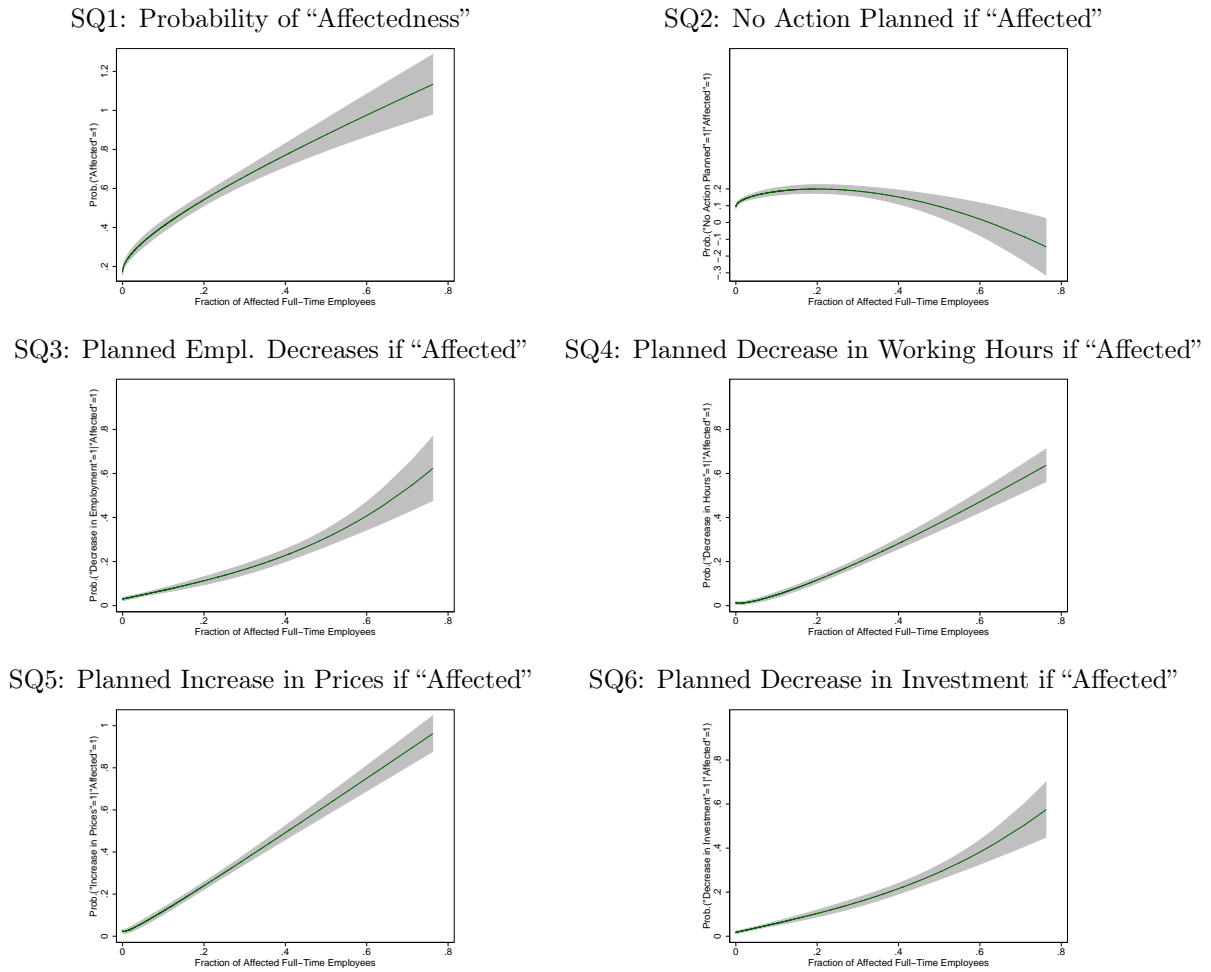 SQ1: Probability of “Affectedness”
Prob.("Affected"=1)
1.2
1
.8
.6
.4
.2
0 .2 .4 .6 .8
Fraction of Affected Full−Time Employees
SQ2: No Action Planned if “Affected”
Prob.("No Action Planned"=1|"Affected"=1)
.2
.1
0
−.1
−.2
−.3
0 .2 .4 .6 .8
Fraction of Affected Full−Time Employees
SQ3: Planned Empl. Decreases if “Affected”
Prob.("Decrease in Employment"=1|"Affected"=1)
.8
.6
.4
.2
0
0 .2 .4 .6 .8
Fraction of Affected Full−Time Employees
SQ4: Planned Decrease in Working Hours if “Affected”
Prob.("Decrease in Hours"=1|"Affected"=1)
.8
.6
.4
.2
0
0 .2 .4 .6 .8
Fraction of Affected Full−Time Employees
SQ5: Planned Increase in Prices if “Affected”
Prob.("Increase in Prices"=1|"Affected"=1)
1
.8
.6
.4
.2
0
0 .2 .4 .6 .8
Fraction of Affected Full−Time Employees
SQ6: Planned Decrease in Investment if “Affected”
Prob.("Decrease in Investment"=1|"Affected"=1)
.8
.6
.4
.2
0
0 .2 .4 .6 .8
Fraction of Affected Full−Time Employees